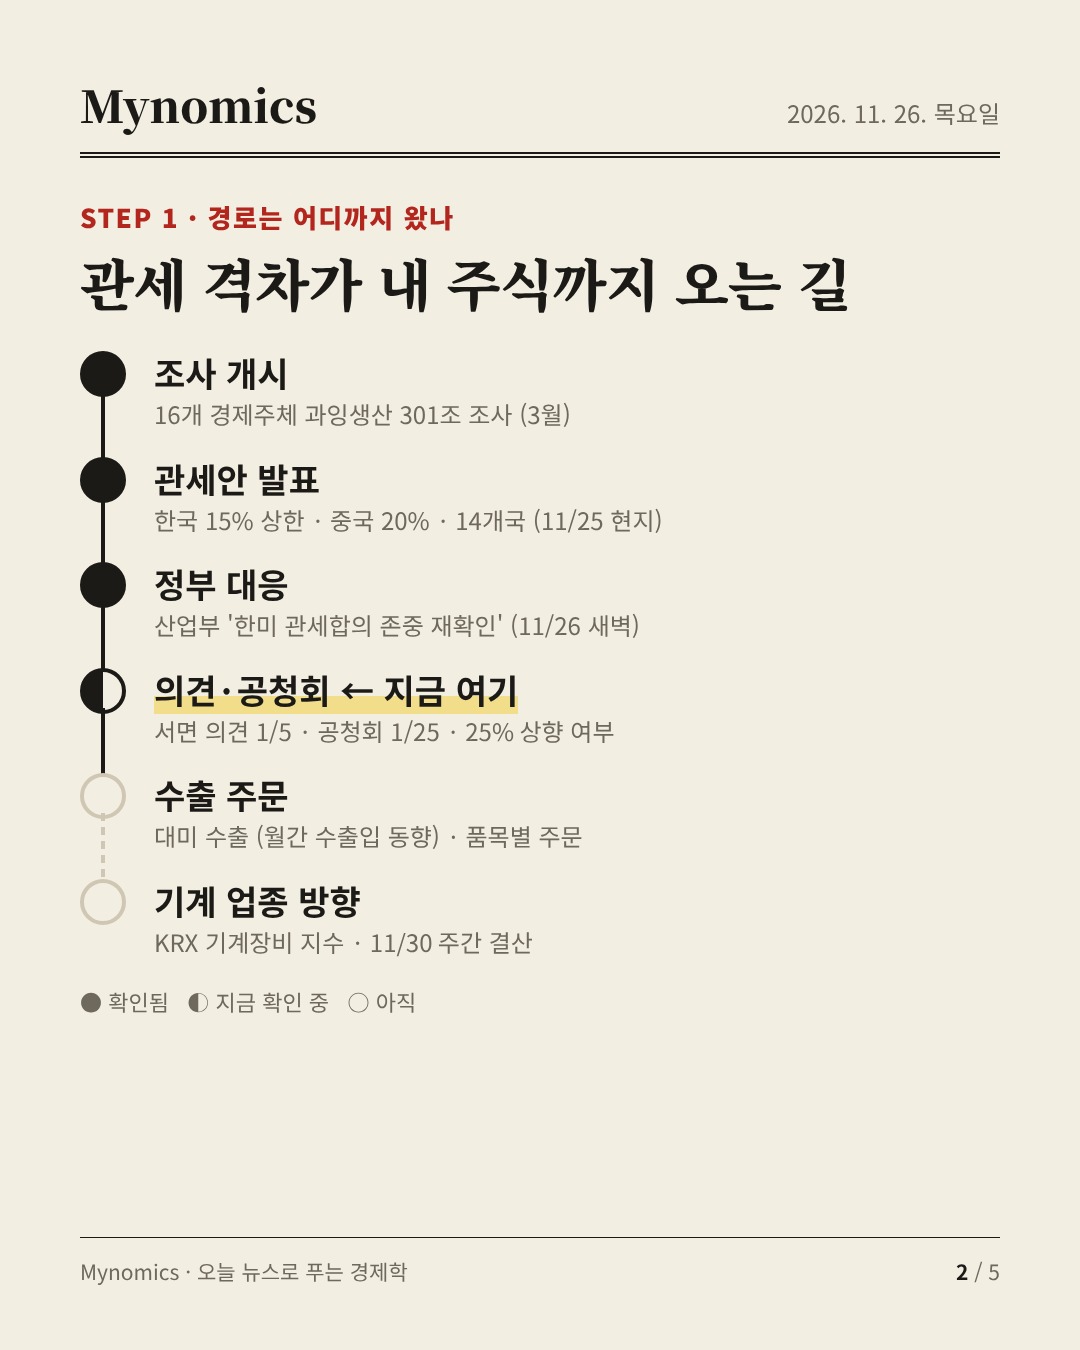 Mynomics
2026. 11. 26. 목요일
STEP 1 · 경로는 어디까지 왔나
관세 격차가 내 주식까지 오는 길
조사 개시
16개 경제주체 과잉생산 301조 조사 (3월)
관세안 발표
한국 15% 상한 · 중국 20% · 14개국 (11/25 현지)
정부 대응
산업부 '한미 관세합의 존중 재확인' (11/26 새벽)
의견·공청회 ← 지금 여기
서면 의견 1/5 · 공청회 1/25 · 25% 상향 여부
수출 주문
대미 수출 (월간 수출입 동향) · 품목별 주문
기계 업종 방향
KRX 기계장비 지수 · 11/30 주간 결산
● 확인됨 ◐ 지금 확인 중 ○ 아직
Mynomics · 오늘 뉴스로 푸는 경제학
2 / 5